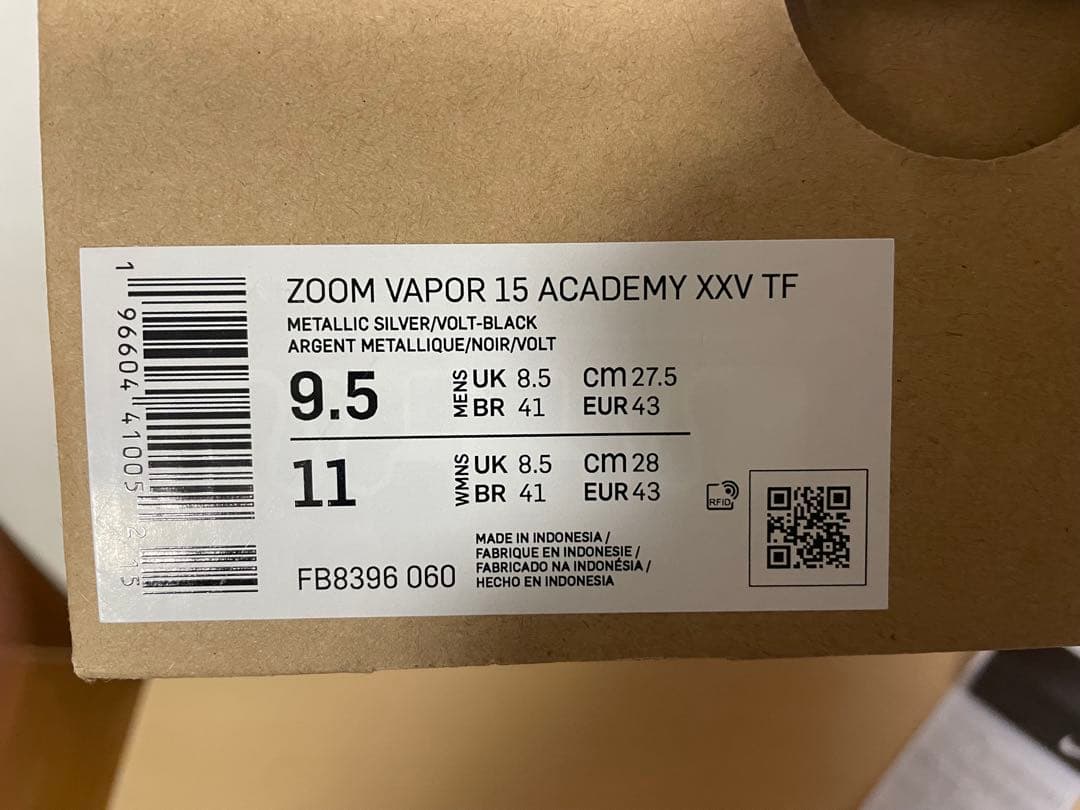 ZOOM VAPOR 15 ACADEMY XXV TF
METALLIC SILVER/VOLT-BLACK
ARGENT METALLIQUE/NOIR/VOLT
9.5 MENS UK 8.5 CM 27.5
BR 41 EUR 43
11 WMNS UK 8.5 CM 28
BR 41 EUR 43
RFID
FB8396 060
MADE IN INDONESIA /
FABRIQUE EN INDONESIE /
FABRICADO NA INDONÉSIA /
HECHO EN INDONESIA
1 96604 41005 2 15